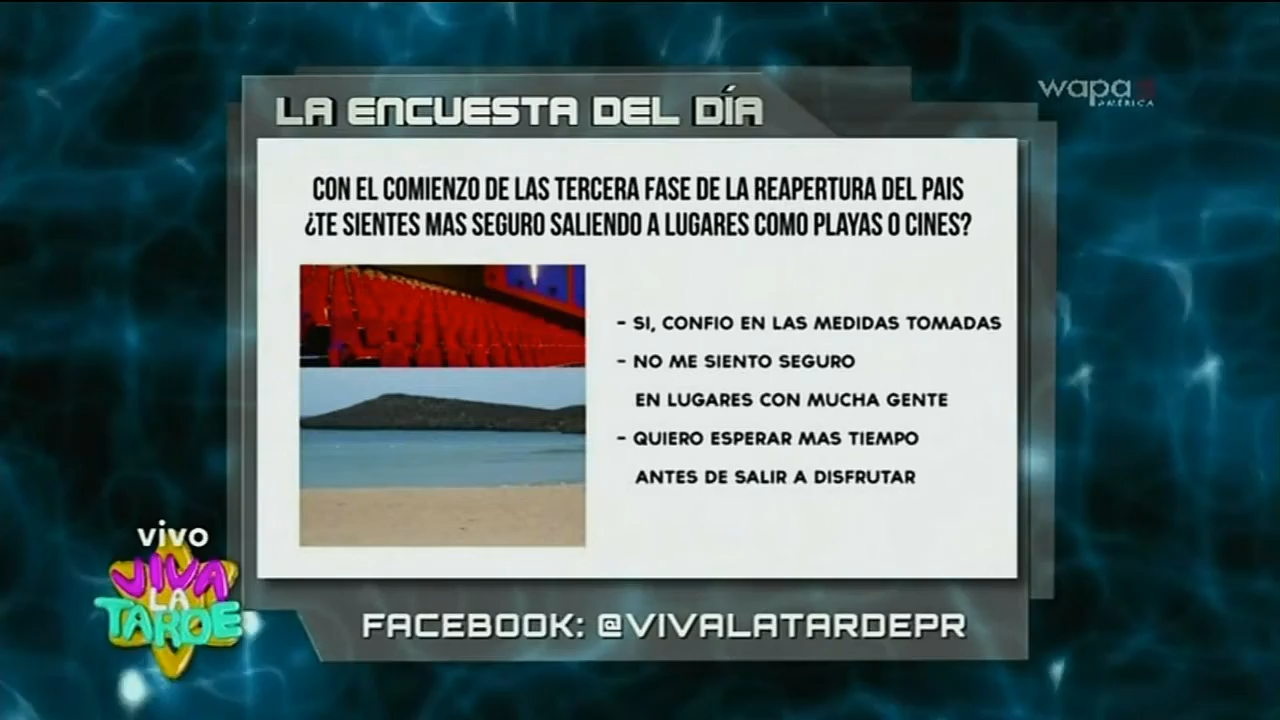 LA ENCUESTA DEL DÍA
wapa
AMÉRICA
CON EL COMIENZO DE LAS TERCERA FASE DE LA REAPERTURA DEL PAIS
¿TE SIENTES MAS SEGURO SALIENDO A LUGARES COMO PLAYAS O CINES?
- SI, CONFIO EN LAS MEDIDAS TOMADAS
- NO ME SIENTO SEGURO
EN LUGARES CON MUCHA GENTE
- QUIERO ESPERAR MAS TIEMPO
ANTES DE SALIR A DISFRUTAR
vivo
VIVA
LA
TARDE
FACEBOOK: @VIVALATARDEPR